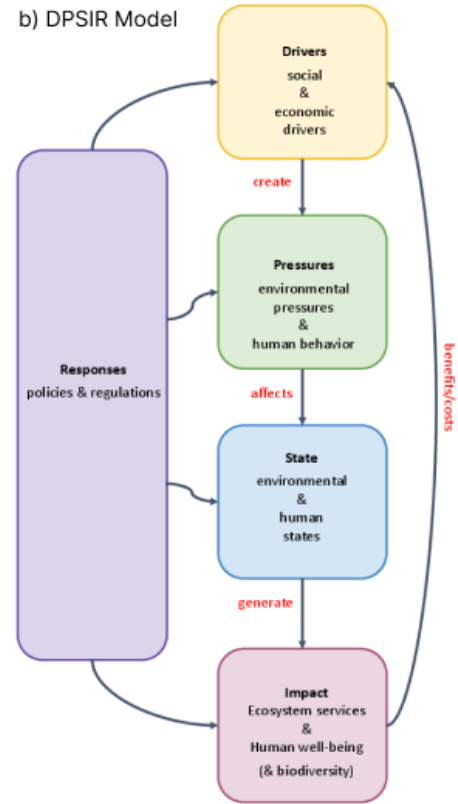 b) DPSIR Model
Drivers
social
&
economic
drivers
create
Pressures
environmental
pressures
&
human behavior
Responses
policies & regulations
benefits/costs
affects
State
environmental
&
human
states
generate
Impact
Ecosystem services
&
Human well-being
(& biodiversity)